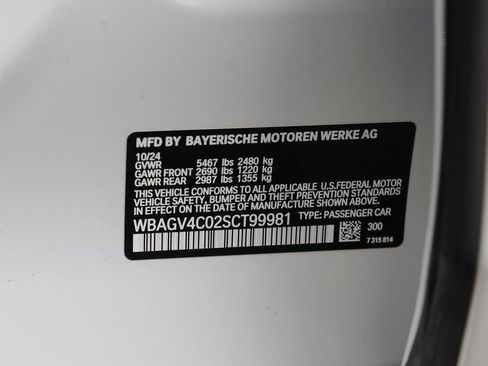 MFD BY BAYERISCHE MOTOREN WERKE AG
10/24
GVWR 5467 lbs 2480 kg
GAWR FRONT 2690 lbs 1220 kg
GAWR REAR 2987 lbs 1355 kg
THIS VEHICLE CONFORMS TO ALL APPLICABLE U.S.FEDERAL MOTOR
VEHICLE SAFETY, BUMPER, AND THEFT PREVENTION STANDARDS
IN EFFECT ON THE DATE OF MANUFACTURE SHOWN ABOVE.
WBAGV4C02SCT99981 TYPE: PASSENGER CAR
300
7 315 814